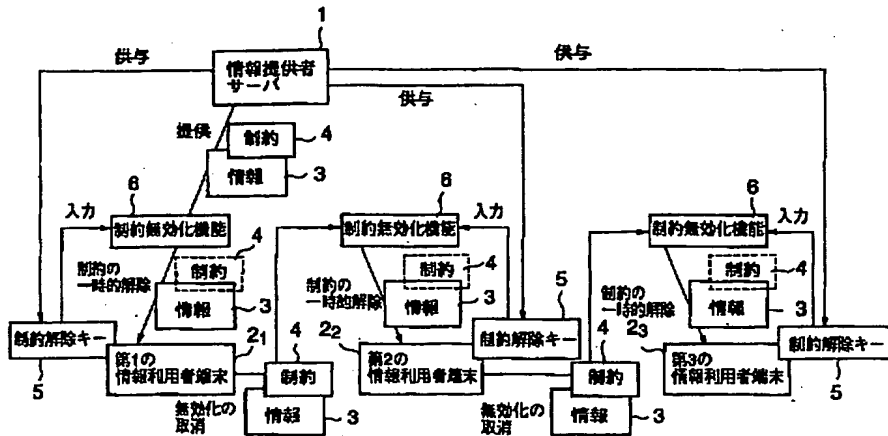 1
供与
情報提供者
サーバ
供与
供与
提供
制約
4
情報
3
6
入力
制約無効化機能
4
制約
制約の
一時的解除
情報
3
制約解除キー
5
第1の
情報利用者端末
2₁
4
制約
情報
3
無効化の
取消
6
制約無効化機能
入力
制約
4
制約の
一時的解除
情報
3
5
制約解除キー
2₂
第2の
情報利用者端末
4
制約
情報
3
無効化の
取消
6
制約無効化機能
入力
制約
4
制約の
一時的解除
情報
3
2₃
第3の
情報利用者端末
制約解除キー
5